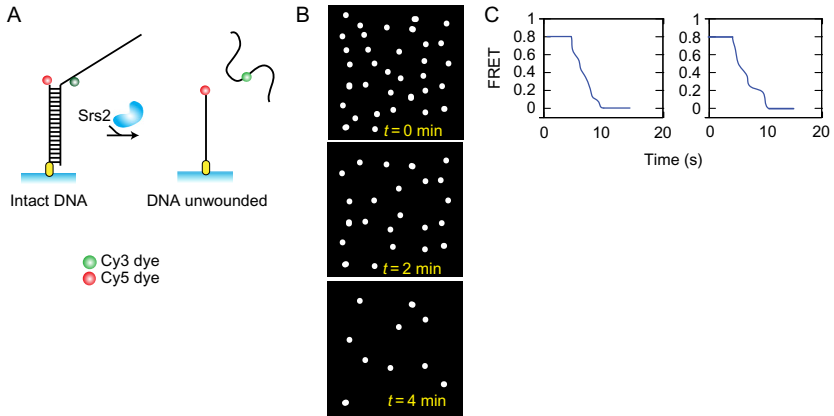 A
Srs2
Intact DNA
DNA unwounded
Cy3 dye
Cy5 dye
B
t = 0 min
t = 2 min
t = 4 min
C
FRET
1
0.8
0.6
0.4
0.2
0
0
10
20
1
0.8
0.6
0.4
0.2
0
0
10
20
Time (s)